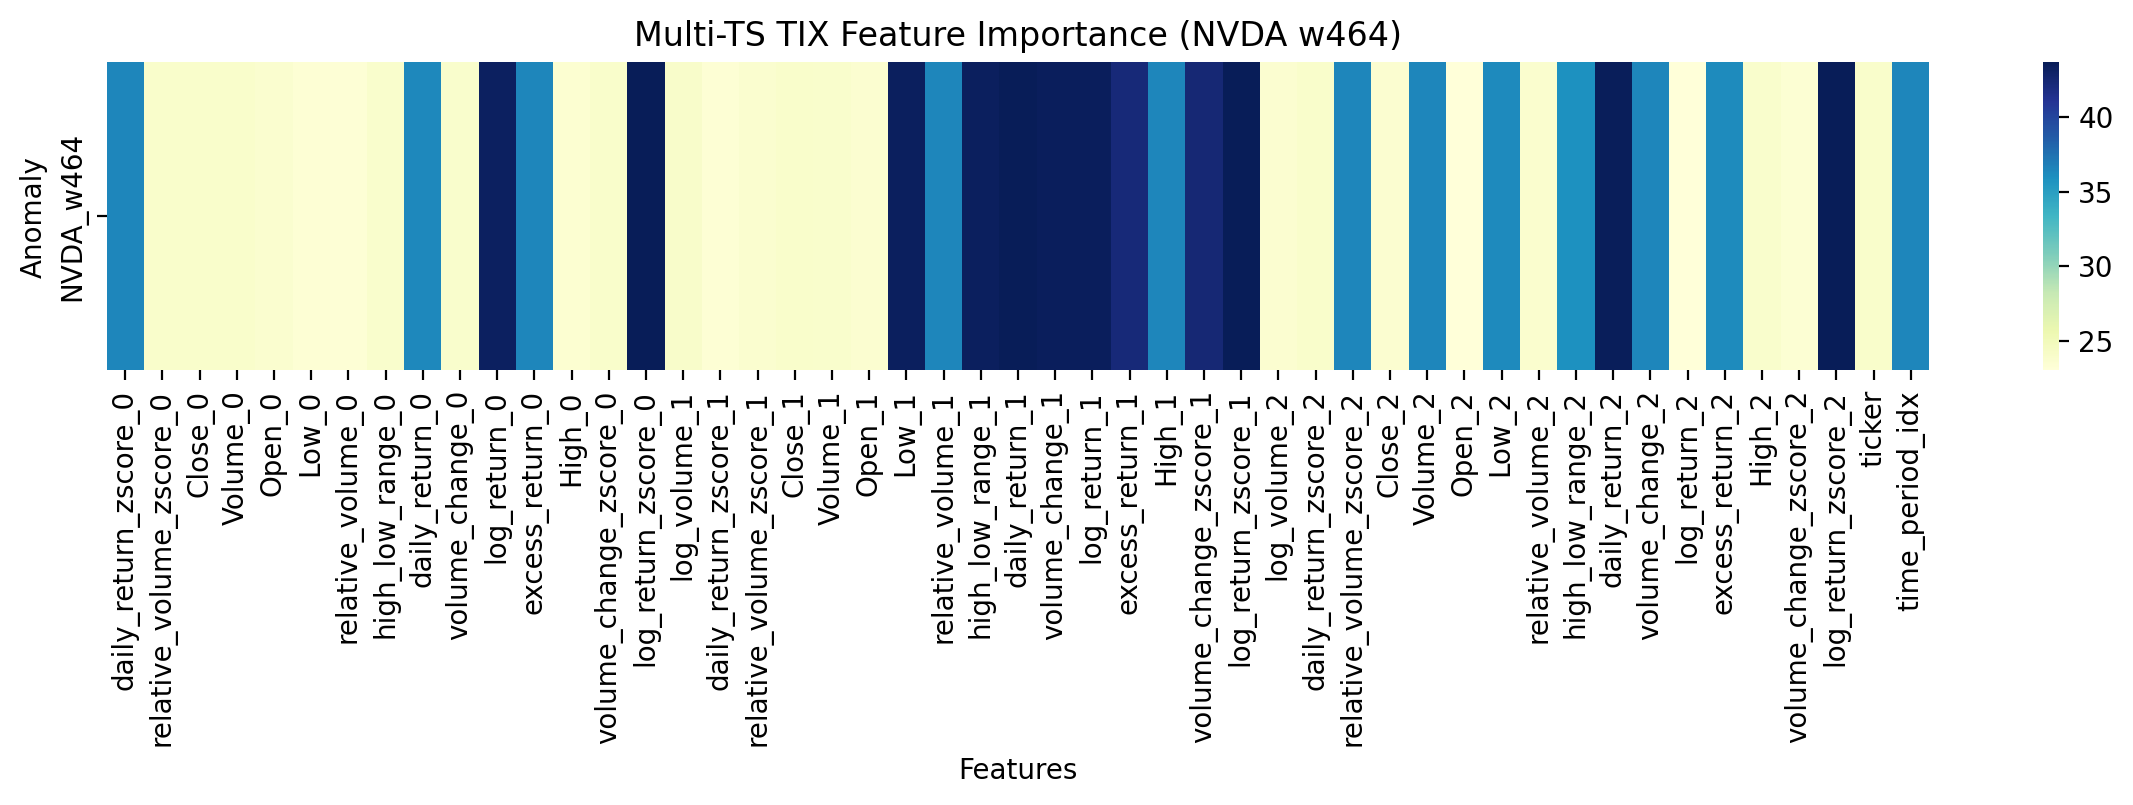 Multi-TS TIX Feature Importance (NVDA w464)
Anomaly
NVDA_w464
40
35
30
25
daily_return_zscore_0
relative_volume_zscore_0
Close_0
Volume_0
Open_0
Low_0
relative_volume_0
high_low_range_0
daily_return_0
volume_change_0
log_return_0
excess_return_0
High_0
volume_change_zscore_0
log_return_zscore_0
log_volume_1
daily_return_zscore_1
relative_volume_zscore_1
Close_1
Volume_1
Open_1
Low_1
relative_volume_1
high_low_range_1
daily_return_1
volume_change_1
log_return_1
excess_return_1
High_1
volume_change_zscore_1
log_return_zscore_1
log_volume_2
daily_return_zscore_2
relative_volume_zscore_2
Close_2
Volume_2
Open_2
Low_2
relative_volume_2
high_low_range_2
daily_return_2
volume_change_2
log_return_2
excess_return_2
High_2
volume_change_zscore_2
log_return_zscore_2
ticker
time_period_idx
Features